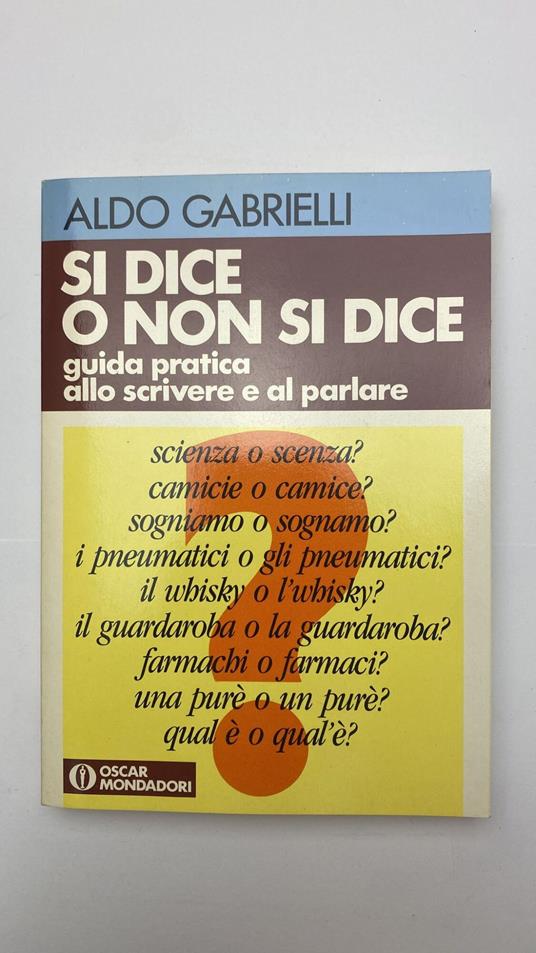 ALDO GABRIELLI
SI DICE
O NON SI DICE
guida pratica
allo scrivere e al parlare
scienza o scenza?
camicie o camice?
sogniamo o sognamo?
i pneumatici o gli pneumatici?
il whisky o l'whisky?
il guardaroba o la guardaroba?
farmachi o farmaci?
una purè o un purè?
qual è o qual'è?
OSCAR
MONDADORI